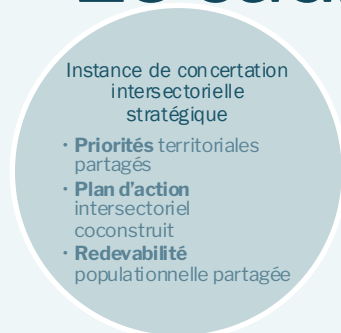 Instance de concertation
intersectorielle
stratégique
• Priorités territoriales
partagés
• Plan d’action
intersectoriel
coconstruit
• Redevabilité
populationnelle partagée